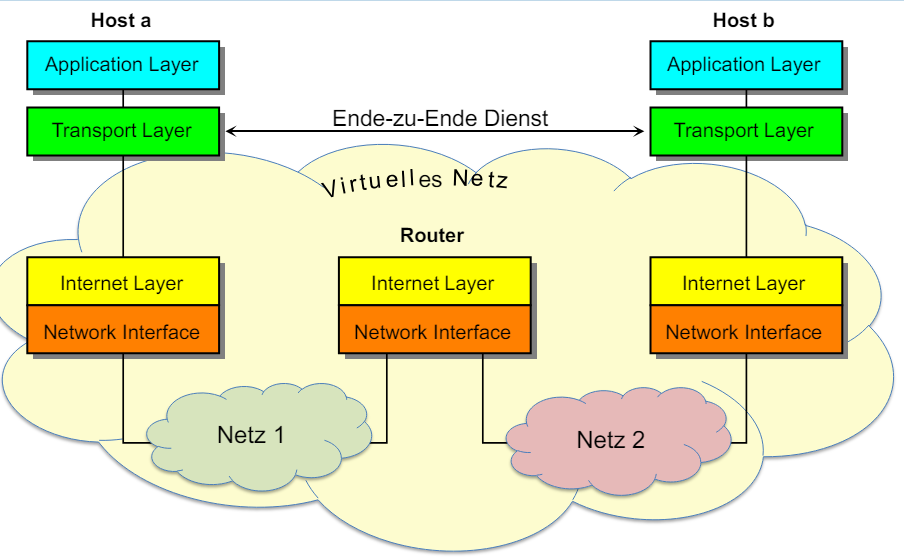 Host a
Host b
Application Layer
Application Layer
Transport Layer
Ende-zu-Ende Dienst
Transport Layer
Virtuelles Netz
Router
Internet Layer
Internet Layer
Internet Layer
Network Interface
Network Interface
Network Interface
Netz 1
Netz 2